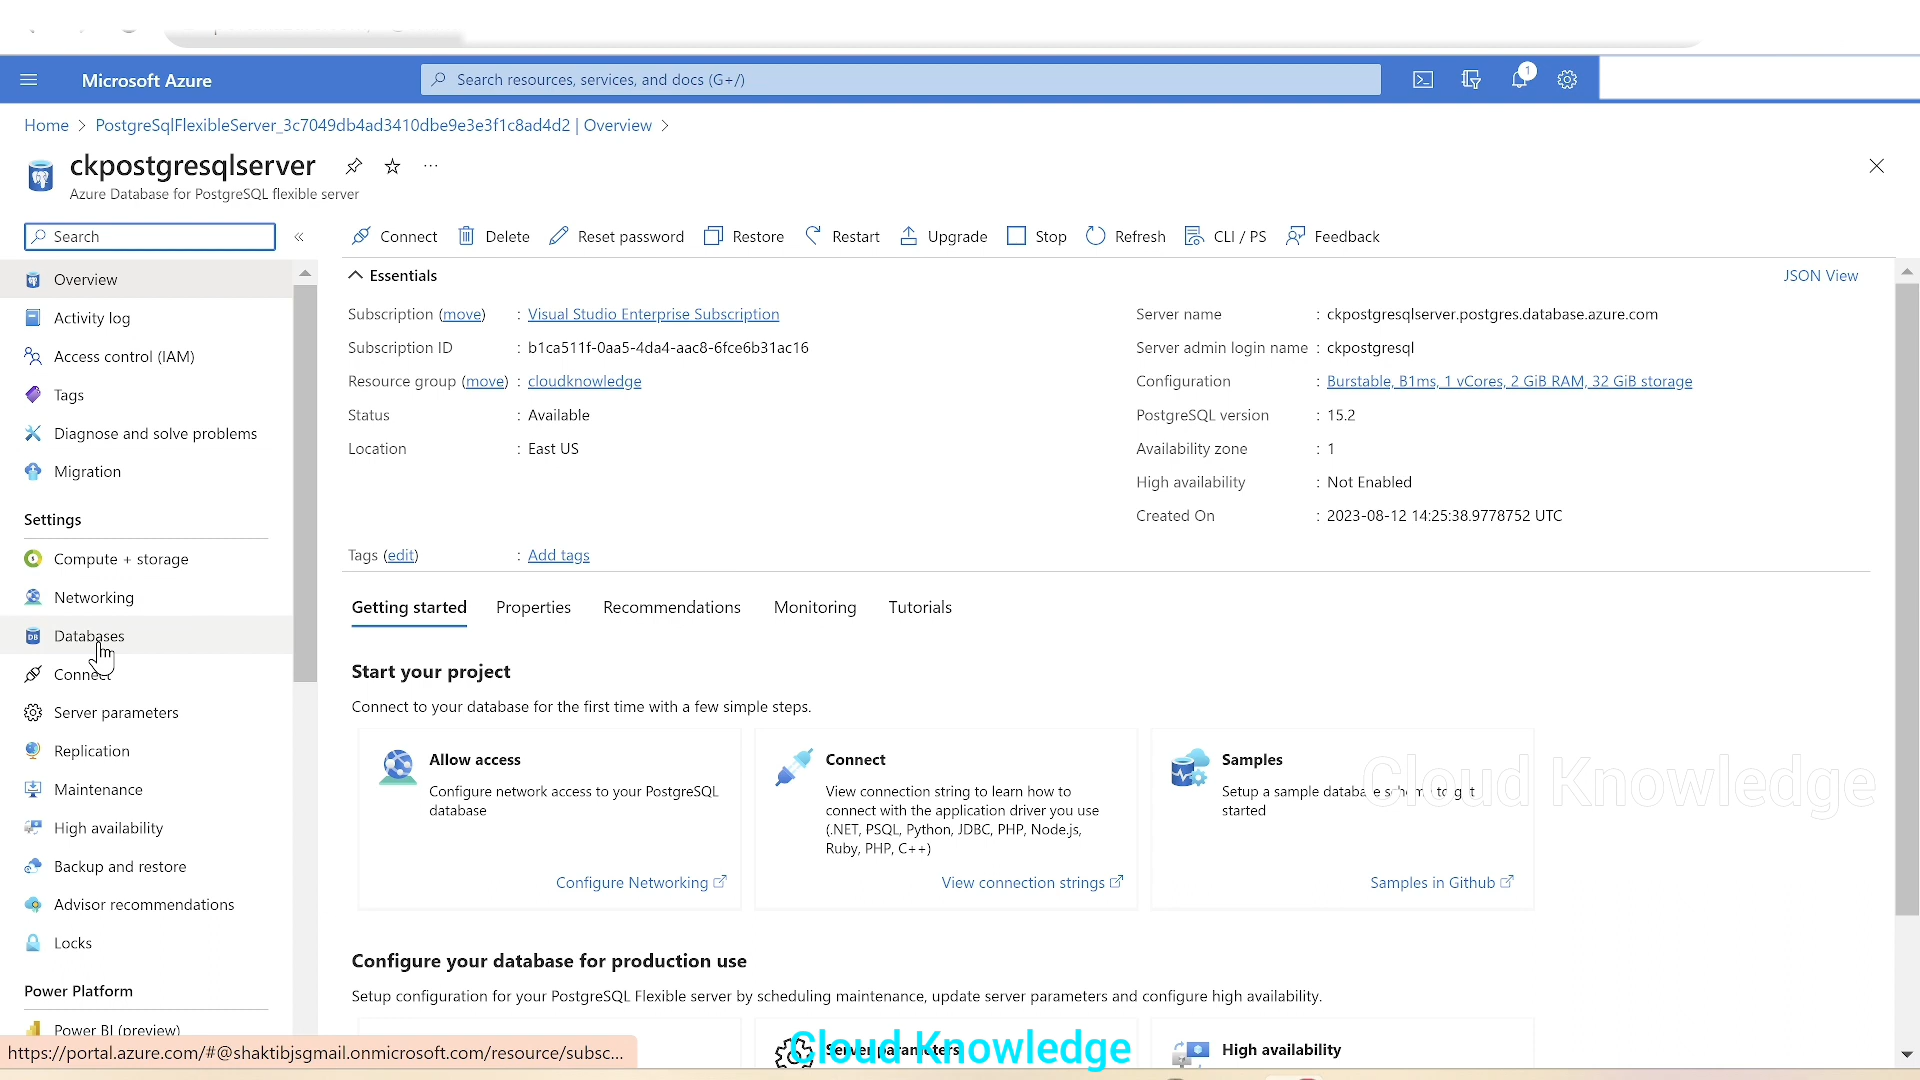 Microsoft Azure
Search resources, services, and docs (G+/)
1
Home > PostgreSqlFlexibleServer_3c7049db4ad3410dbe9e3e3f1c8ad4d2 | Overview >
ckpostgresqlserver
Azure Database for PostgreSQL flexible server
Search
Connect Delete Reset password Restore Restart Upgrade Stop Refresh CLI / PS Feedback
Overview
Activity log
Access control (IAM)
Tags
Diagnose and solve problems
Migration
Settings
Compute + storage
Networking
Databases
Connect
Server parameters
Replication
Maintenance
High availability
Backup and restore
Advisor recommendations
Locks
Power Platform
Power BI (preview)
https://portal.azure.com/#@shaktibjsgmail.onmicrosoft.com/resource/subsc...
Essentials
JSON View
Subscription (move) : Visual Studio Enterprise Subscription
Subscription ID : b1ca511f-0aa5-4da4-aac8-6fce6b31ac16
Resource group (move) : cloudknowledge
Status : Available
Location : East US
Server name : ckpostgresqlserver.postgres.database.azure.com
Server admin login name : ckpostgresql
Configuration : Burstable, B1ms, 1 vCores, 2 GiB RAM, 32 GiB storage
PostgreSQL version : 15.2
Availability zone : 1
High availability : Not Enabled
Created On : 2023-08-12 14:25:38.9778752 UTC
Tags (edit) : Add tags
Getting started Properties Recommendations Monitoring Tutorials
Start your project
Connect to your database for the first time with a few simple steps.
Allow access
Configure network access to your PostgreSQL
database
Configure Networking
Connect
View connection string to learn how to
connect with the application driver you use
(.NET, PSQL, Python, JDBC, PHP, Node.js,
Ruby, PHP, C++)
View connection strings
Samples
Setup a sample database schema to get
started
Samples in Github
Cloud Knowledge
Configure your database for production use
Setup configuration for your PostgreSQL Flexible server by scheduling maintenance, update server parameters and configure high availability.
Server parameters
High availability
Cloud Knowledge